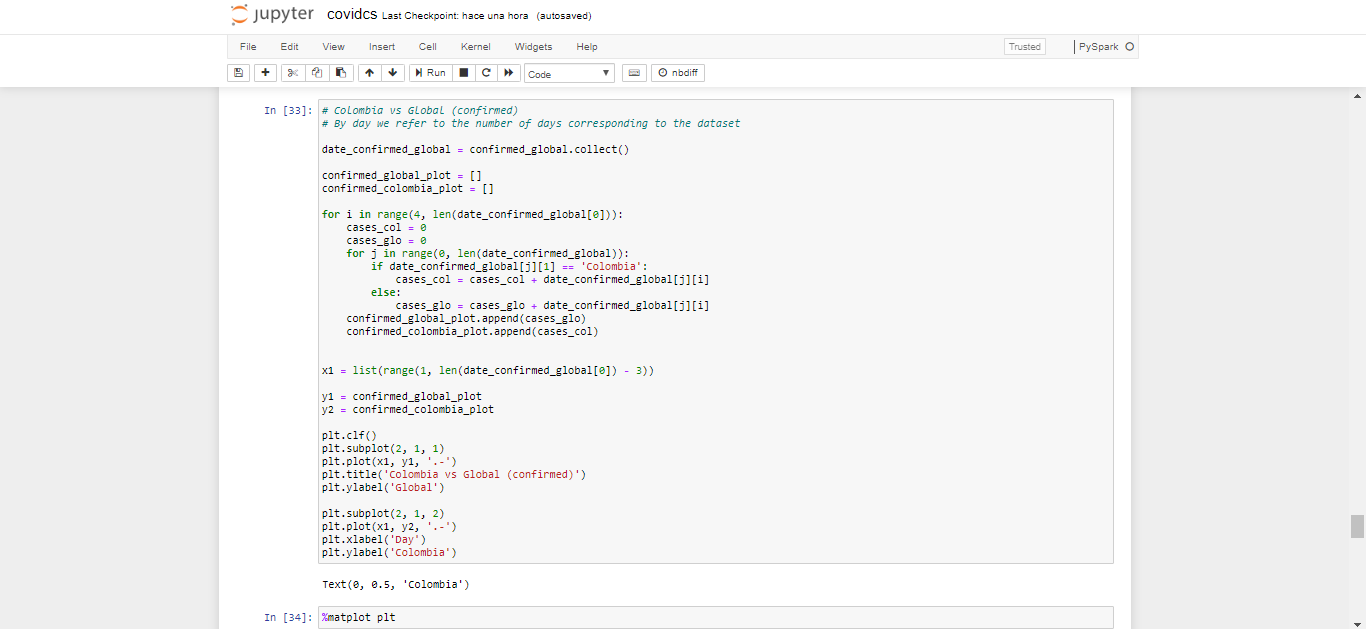 jupyter covidcs Last Checkpoint: hace una hora (autosaved)
File Edit View Insert Cell Kernel Widgets Help Trusted PySpark
Run Code nbdiff
In [33]: # Colombia vs Global (confirmed)
# By day we refer to the number of days corresponding to the dataset
date_confirmed_global = confirmed_global.collect()
confirmed_global_plot = []
confirmed_colombia_plot = []
for i in range(4, len(date_confirmed_global[0])):
    cases_col = 0
    cases_glo = 0
    for j in range(0, len(date_confirmed_global)):
        if date_confirmed_global[j][1] == 'Colombia':
            cases_col = cases_col + date_confirmed_global[j][i]
        else:
            cases_glo = cases_glo + date_confirmed_global[j][i]
    confirmed_global_plot.append(cases_glo)
    confirmed_colombia_plot.append(cases_col)
x1 = list(range(1, len(date_confirmed_global[0]) - 3))
y1 = confirmed_global_plot
y2 = confirmed_colombia_plot
plt.clf()
plt.subplot(2, 1, 1)
plt.plot(x1, y1, '.-')
plt.title('Colombia vs Global (confirmed)')
plt.ylabel('Global')
plt.subplot(2, 1, 2)
plt.plot(x1, y2, '.-')
plt.xlabel('Day')
plt.ylabel('Colombia')
Text(0, 0.5, 'Colombia')
In [34]: %matplot plt